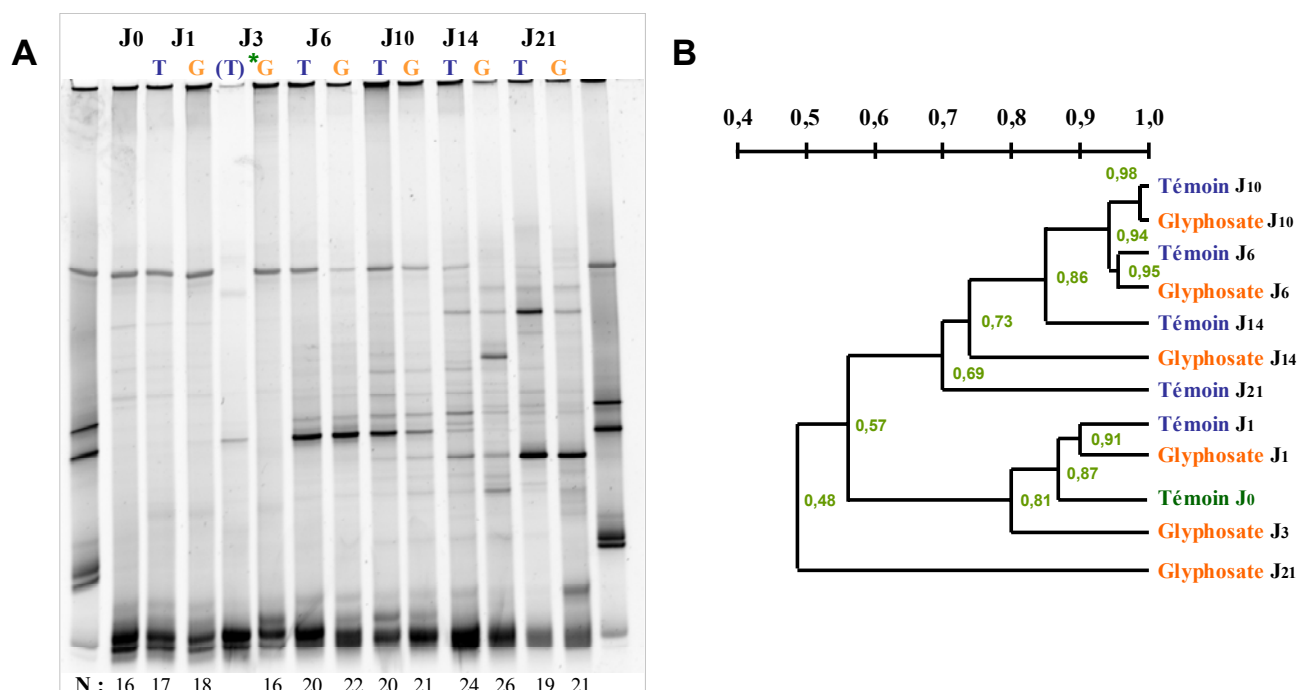 A
J0 J1 J3 J6 J10 J14 J21
T G (T) *G T G T G T G T G
N : 16 17 18 16 20 22 20 21 24 26 19 21
B
0,4 0,5 0,6 0,7 0,8 0,9 1,0
0,98
Témoin J10
Glyphosate J10
0,94
Témoin J6
0,95
0,86
Glyphosate J6
0,73
Témoin J14
Glyphosate J14
0,69
Témoin J21
0,57
Témoin J1
0,91
Glyphosate J1
0,87
0,48
0,81
Témoin J0
Glyphosate J3
Glyphosate J21